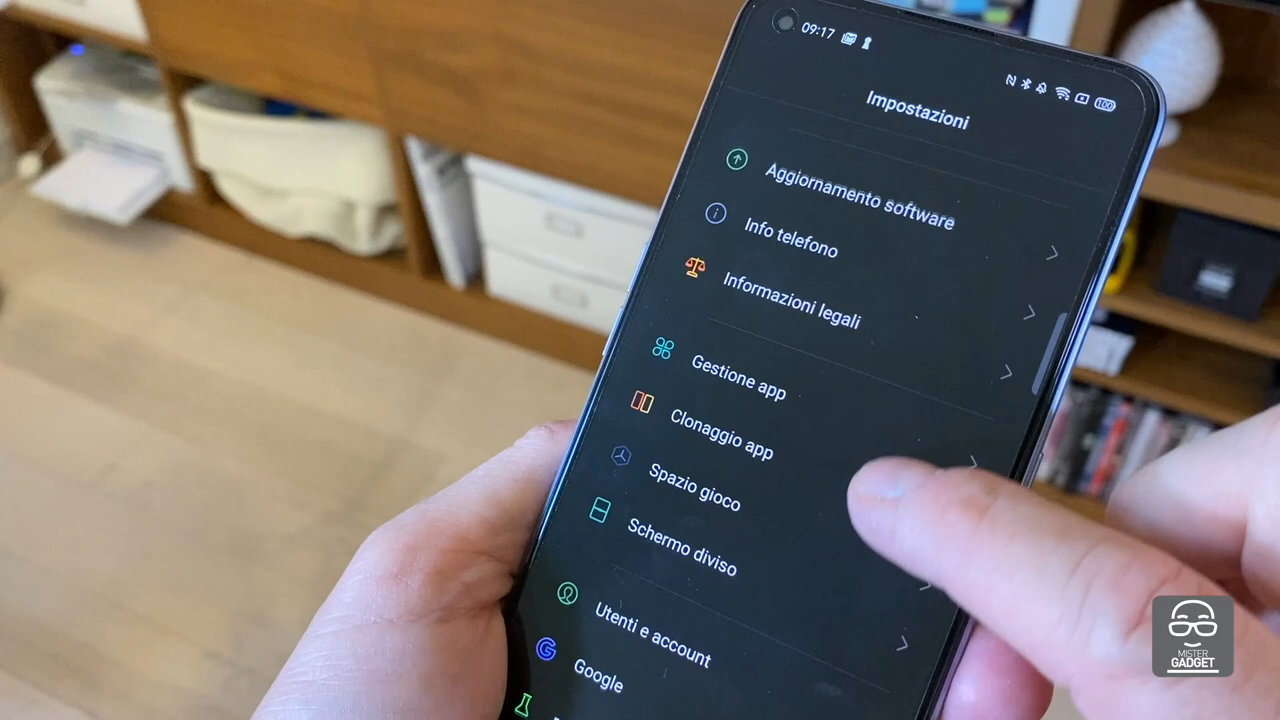 09:17
100
Impostazioni
Aggiornamento software
Info telefono
Informazioni legali
Gestione app
Clonaggio app
Spazio gioco
Schermo diviso
Utenti e account
Google
MISTER
GADGET